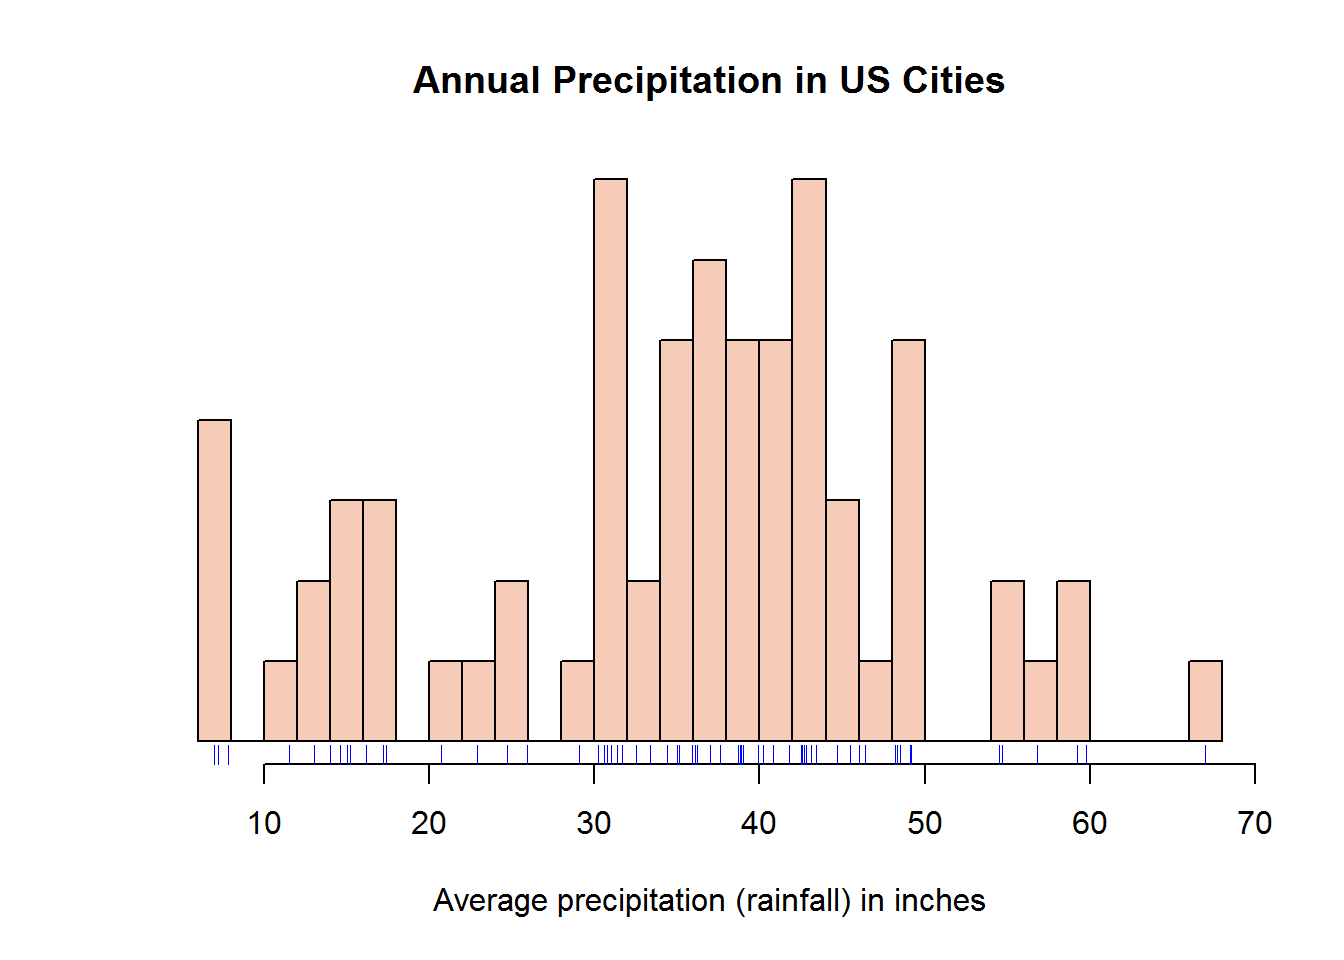 Annual Precipitation in US Cities
10 20 30 40 50 60 70
Average precipitation (rainfall) in inches